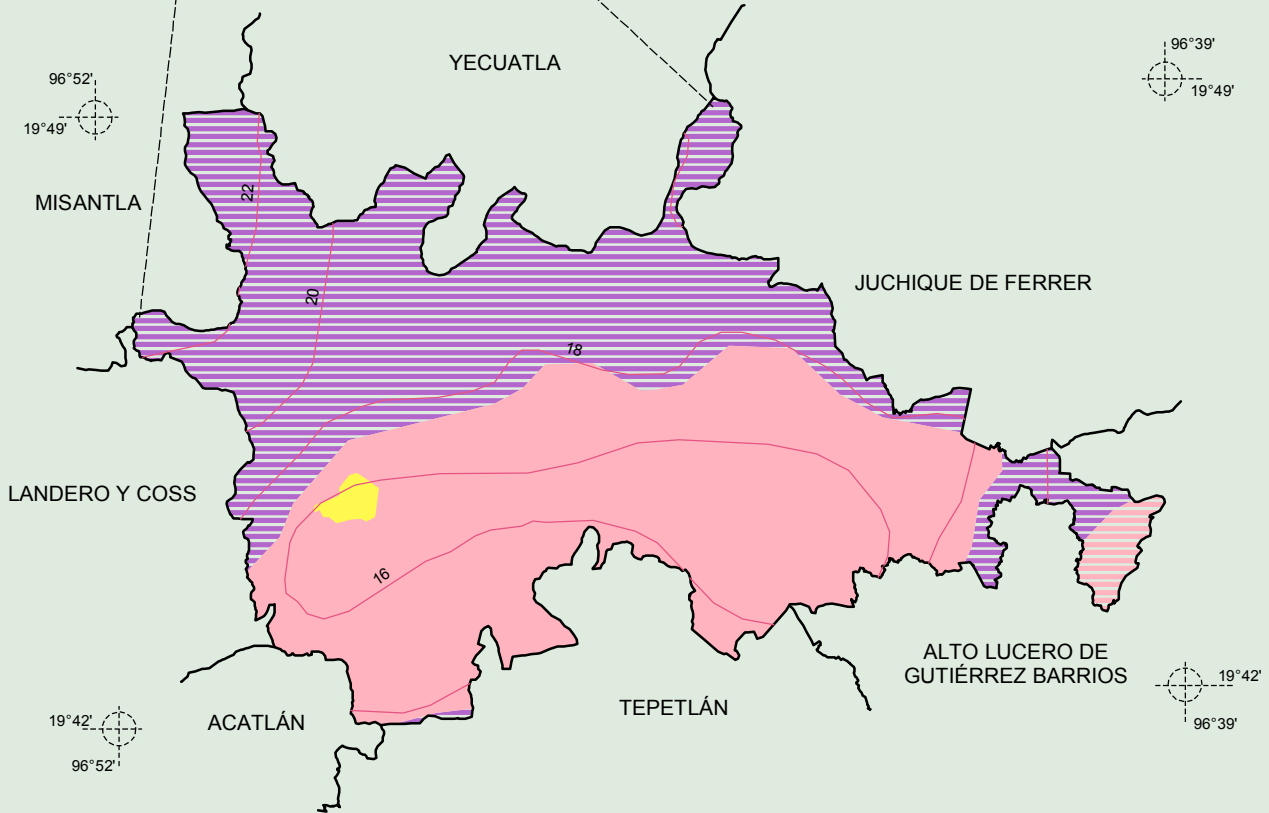 YECUATLA
96°39'
19°49'
96°52'
19°49'
MISANTLA
22
20
JUCHIQUE DE FERRER
18
LANDERO Y COSS
16
ALTO LUCERO DE
GUTIÉRREZ BARRIOS
19°42'
96°39'
TEPETLÁN
ACATLÁN
19°42'
96°52'